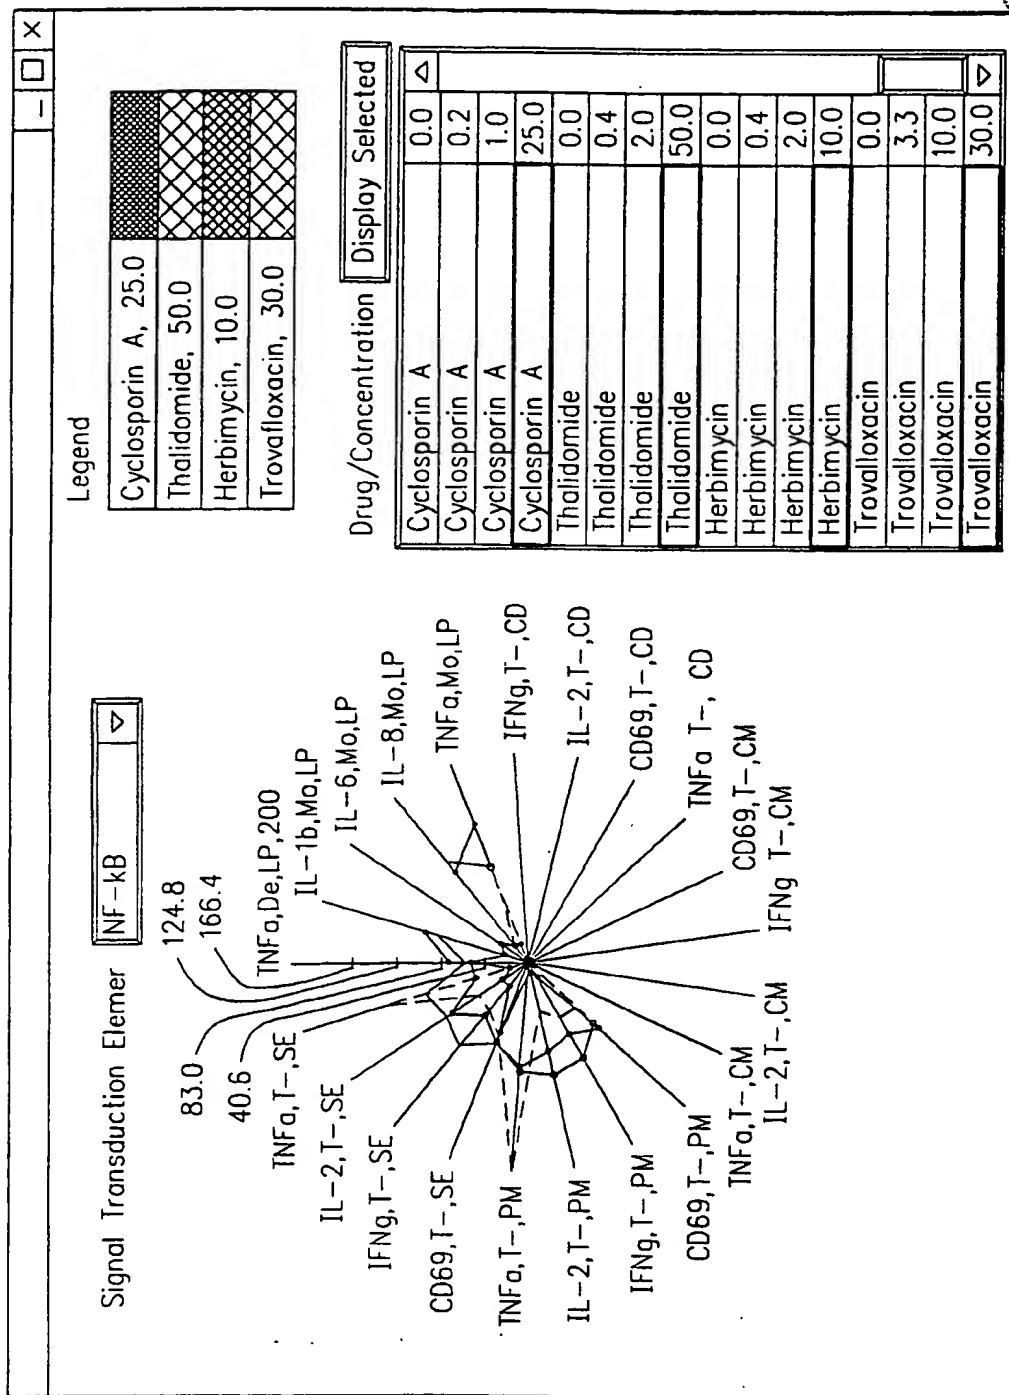 Signal Transduction Elemer
NF-kB
83.0
124.8
40.6
166.4
TNFa,T-,SE
TNFa,De,LP,200
IL-2,T-,SE
IL-1b,Mo,LP
IFNg,T-,SE
IL-6,Mo,LP
CD69,T-,SE
IL-8,Mo,LP
TNFa,T-,PM
TNFa,Mo,LP
IL-2,T-,PM
IFNg,T-,CD
IFNg,T-,PM
IL-2,T-,CD
CD69,T-,PM
CD69,T-,CD
TNFa,T-,CM
TNFa T-, CD
IL-2,T-,CM
CD69,T-,CM
IFNg T-,CM
Legend
Cyclosporin A, 25.0
Thalidomide, 50.0
Herbimycin, 10.0
Trovafloxacin, 30.0
Drug/Concentration
Display Selected
Cyclosporin A 0.0
Cyclosporin A 0.2
Cyclosporin A 1.0
Cyclosporin A 25.0
Thalidomide 0.0
Thalidomide 0.4
Thalidomide 2.0
Thalidomide 50.0
Herbimycin 0.0
Herbimycin 0.4
Herbimycin 2.0
Herbimycin 10.0
Trovalloxacin 0.0
Trovalloxacin 3.3
Trovalloxacin 10.0
Trovalloxacin 30.0